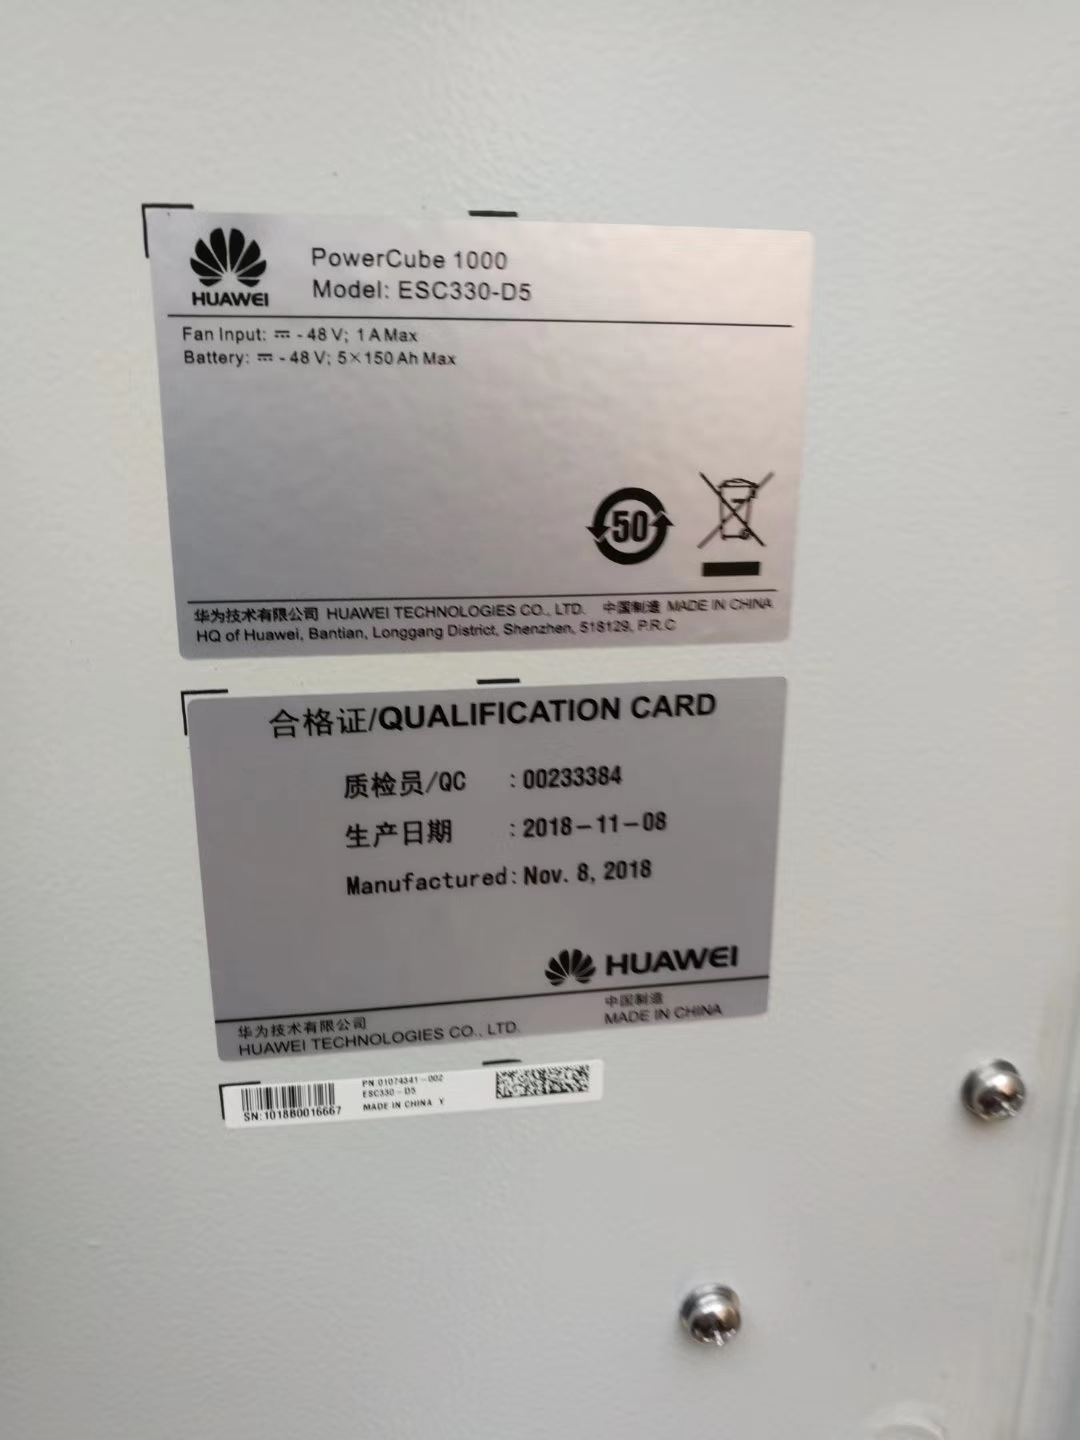 HUAWEI
PowerCube 1000
Model: ESC330-D5
Fan Input: ⎓ - 48 V; 1 A Max
Battery: ⎓ - 48 V; 5×150 Ah Max
50
华为技术有限公司 HUAWEI TECHNOLOGIES CO., LTD. 中国制造 MADE IN CHINA
HQ of Huawei, Bantian, Longgang District, Shenzhen, 518129, P.R.C
合格证/QUALIFICATION CARD
质检员/QC :00233384
生产日期 :2018-11-08
Manufactured:Nov. 8, 2018
HUAWEI
华为技术有限公司
HUAWEI TECHNOLOGIES CO., LTD.
中国制造
MADE IN CHINA
SN:1018B0016667
PN:01074341-002
ESC330-D5
MADE IN CHINA Y